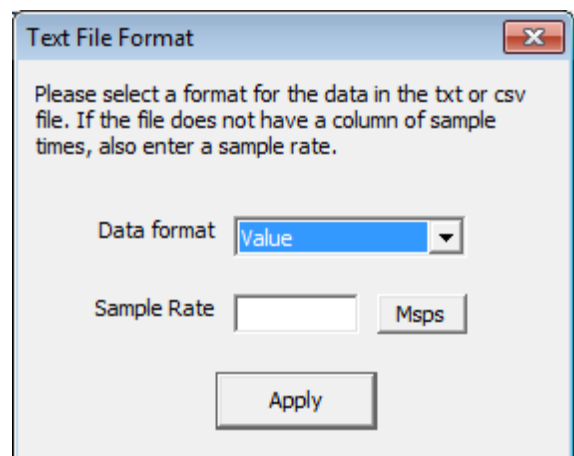 Text File Format
Please select a format for the data in the txt or csv
file. If the file does not have a column of sample
times, also enter a sample rate.
Data format Value
Sample Rate Msps
Apply